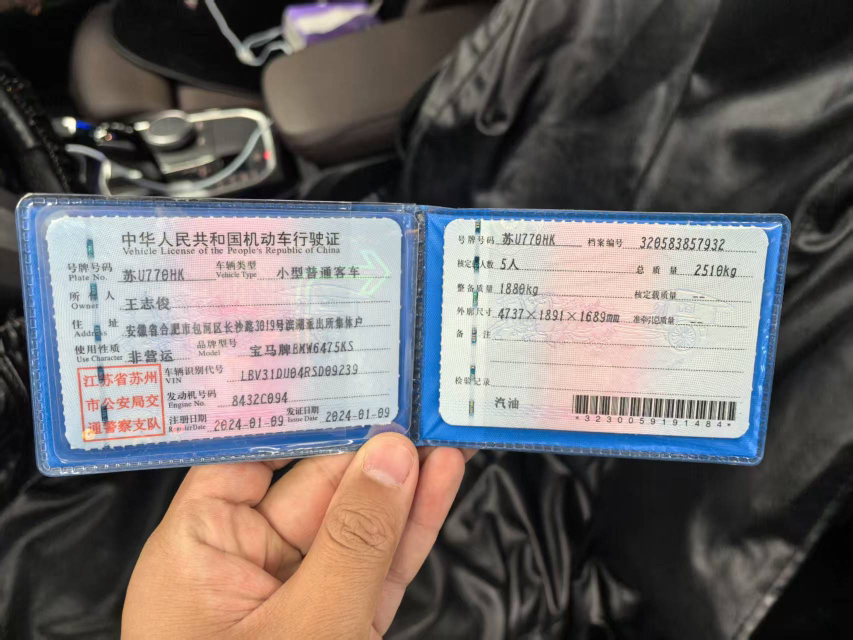 中华人民共和国机动车行驶证
Vehicle License of the People's Republic of China
号牌号码 Plate No. 苏U770HK 车辆类型 Vehicle Type 小型普通客车
所有人 Owner 王志俊
住址 Address 安徽省合肥市包河区长沙路3019号滨湖派出所集体户
使用性质 Use Character 非营运 品牌型号 Model 宝马牌BMW6475KS
江苏省苏州市公安局交通警察支队
车辆识别代号 VIN LBV31DU04RSD09239
发动机号码 Engine No. 8432C094
注册日期 Register Date 2024-01-09 发证日期 Issue Date 2024-01-09
号牌号码 苏U770HK 档案编号 320583857932
核定载人数 5人 总质量 2510kg
整备质量 1880kg 核定载质量 --
外廓尺寸 4737×1891×1689mm 准牵引总质量 --
备注
检验记录
汽油
*3230059191484*